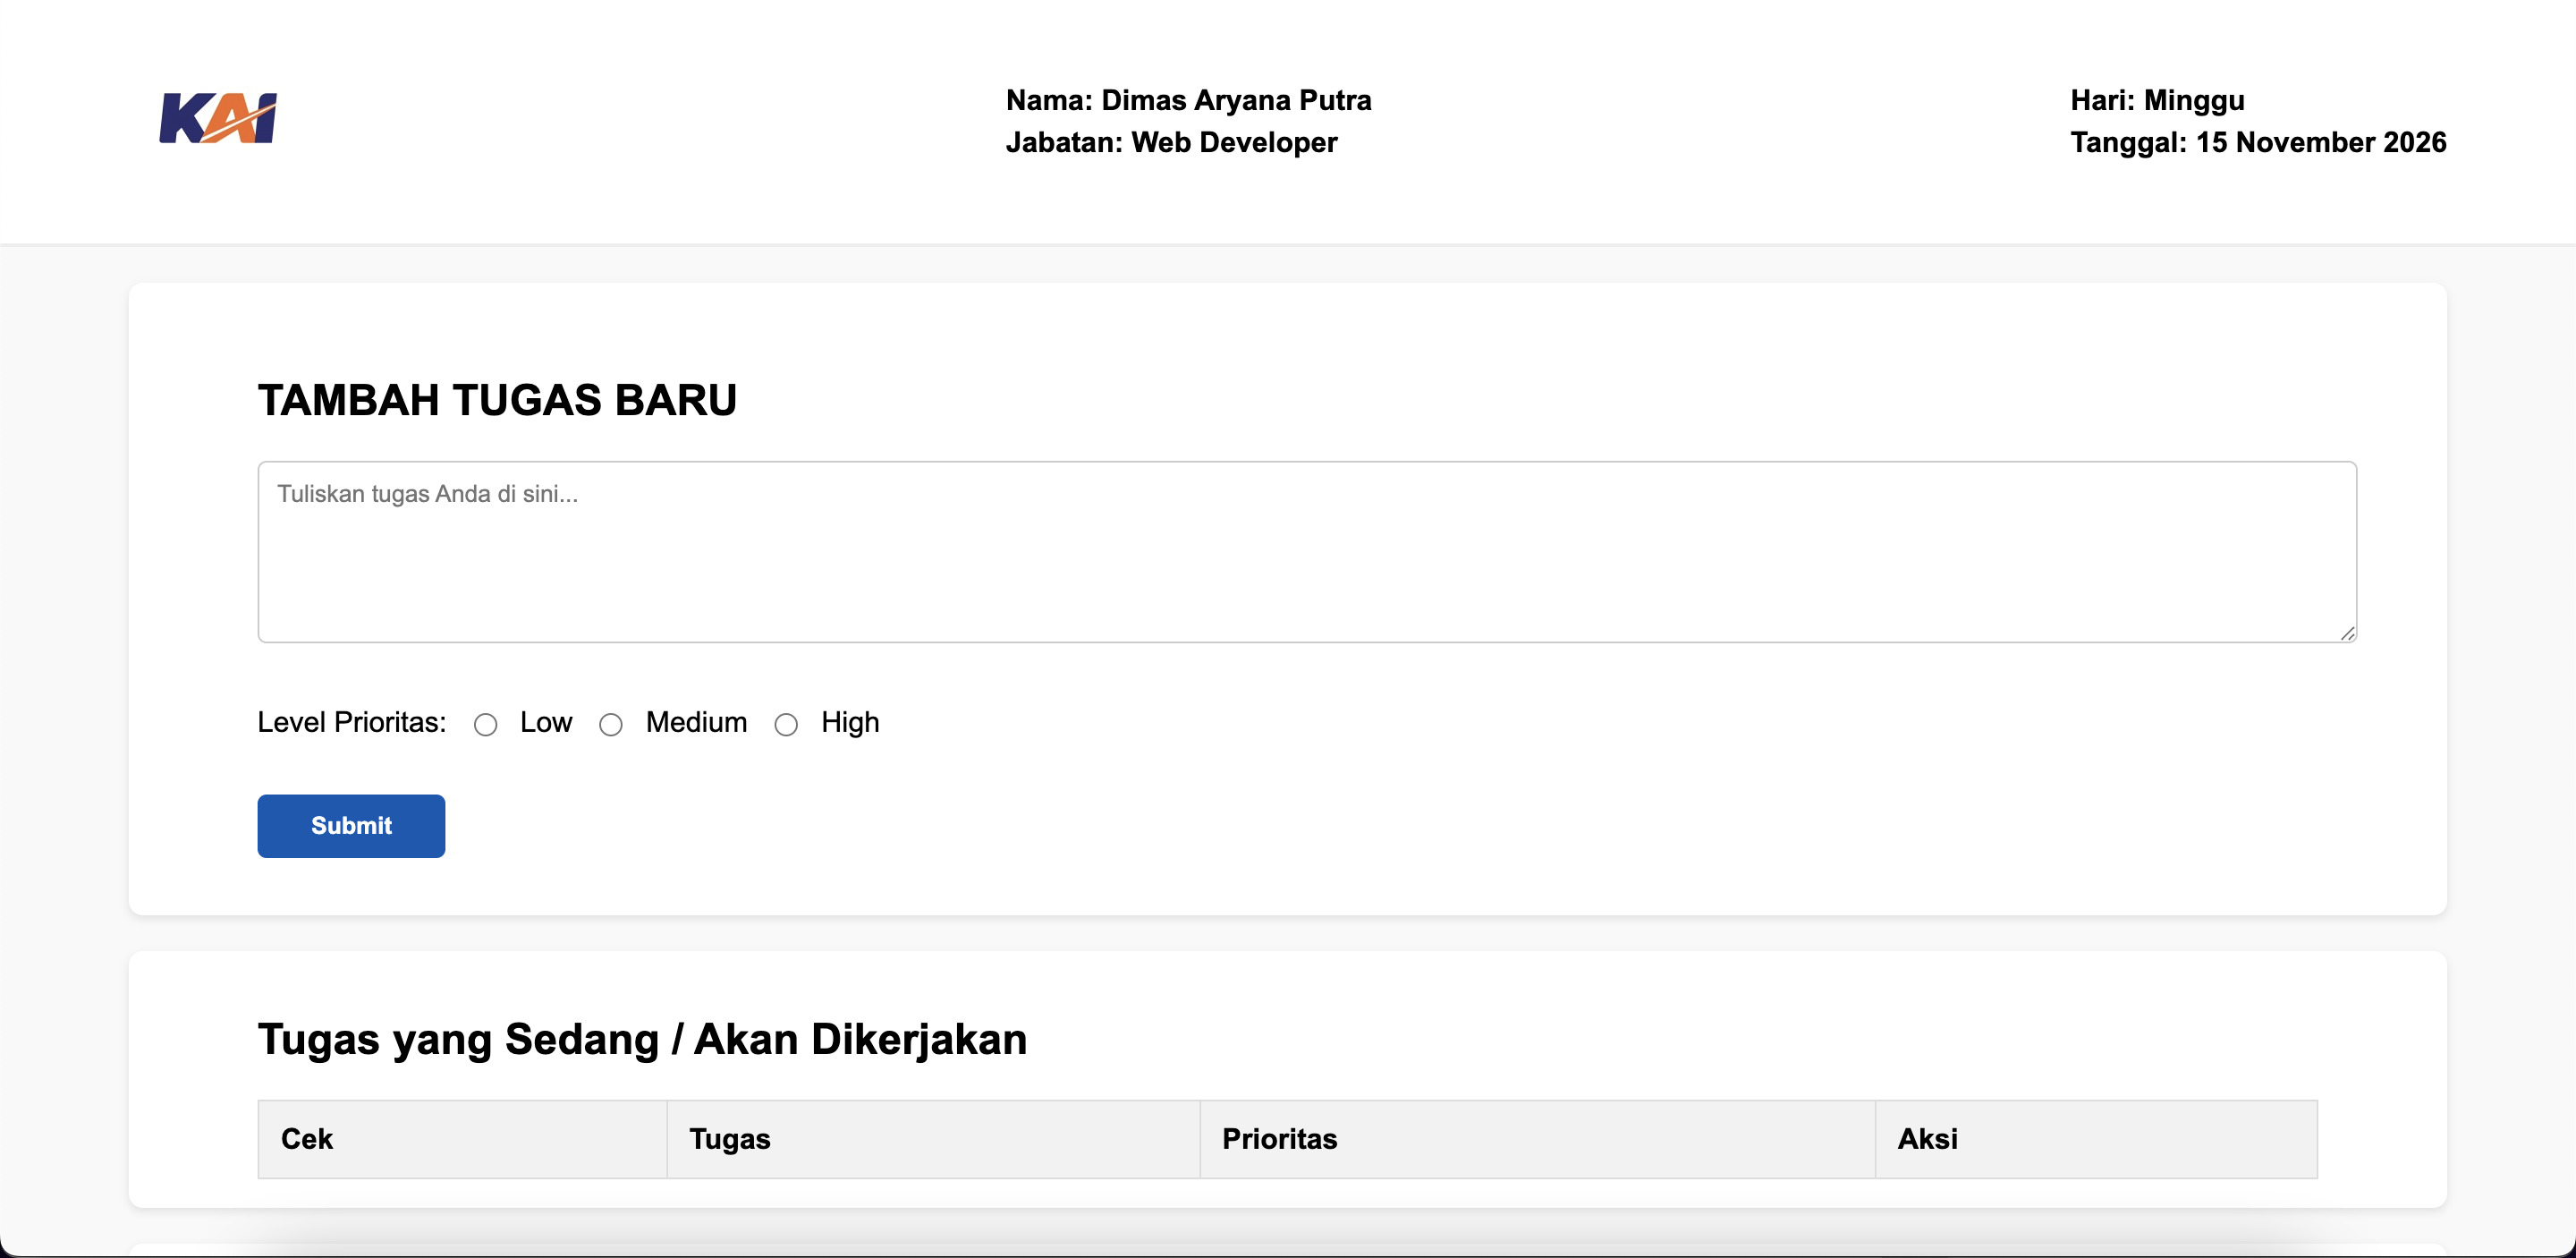 KAI
Nama: Dimas Aryana Putra
Jabatan: Web Developer
Hari: Minggu
Tanggal: 15 November 2026
TAMBAH TUGAS BARU
Tuliskan tugas Anda di sini...
Level Prioritas: Low Medium High
Submit
Tugas yang Sedang / Akan Dikerjakan
Cek Tugas Prioritas Aksi